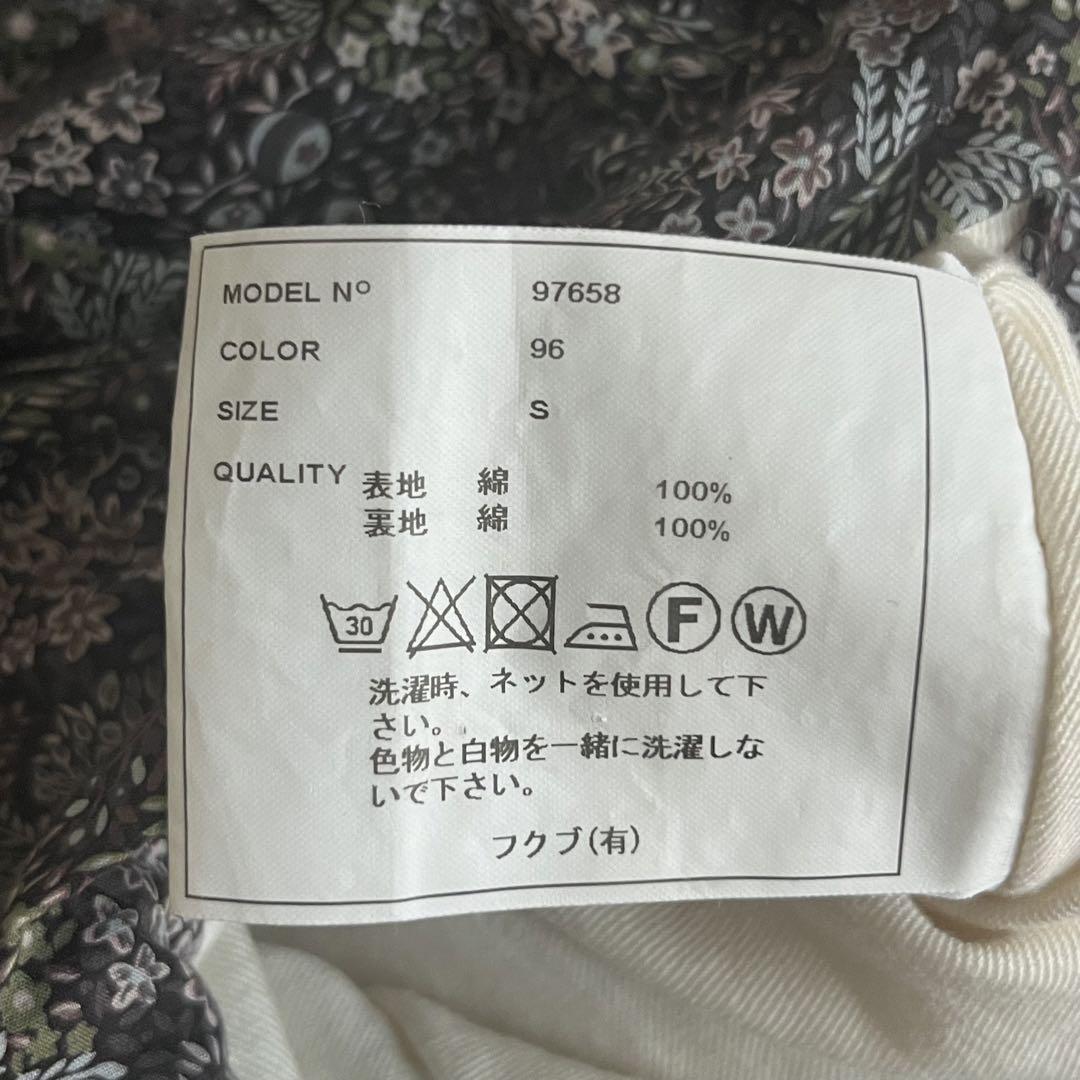 MODEL Nº 97658
COLOR 96
SIZE S
QUALITY 表地 綿 100%
裏地 綿 100%
30 F W
洗濯時、ネットを使用して下
さい。
色物と白物を一緒に洗濯しな
いで下さい。
フクブ(有)